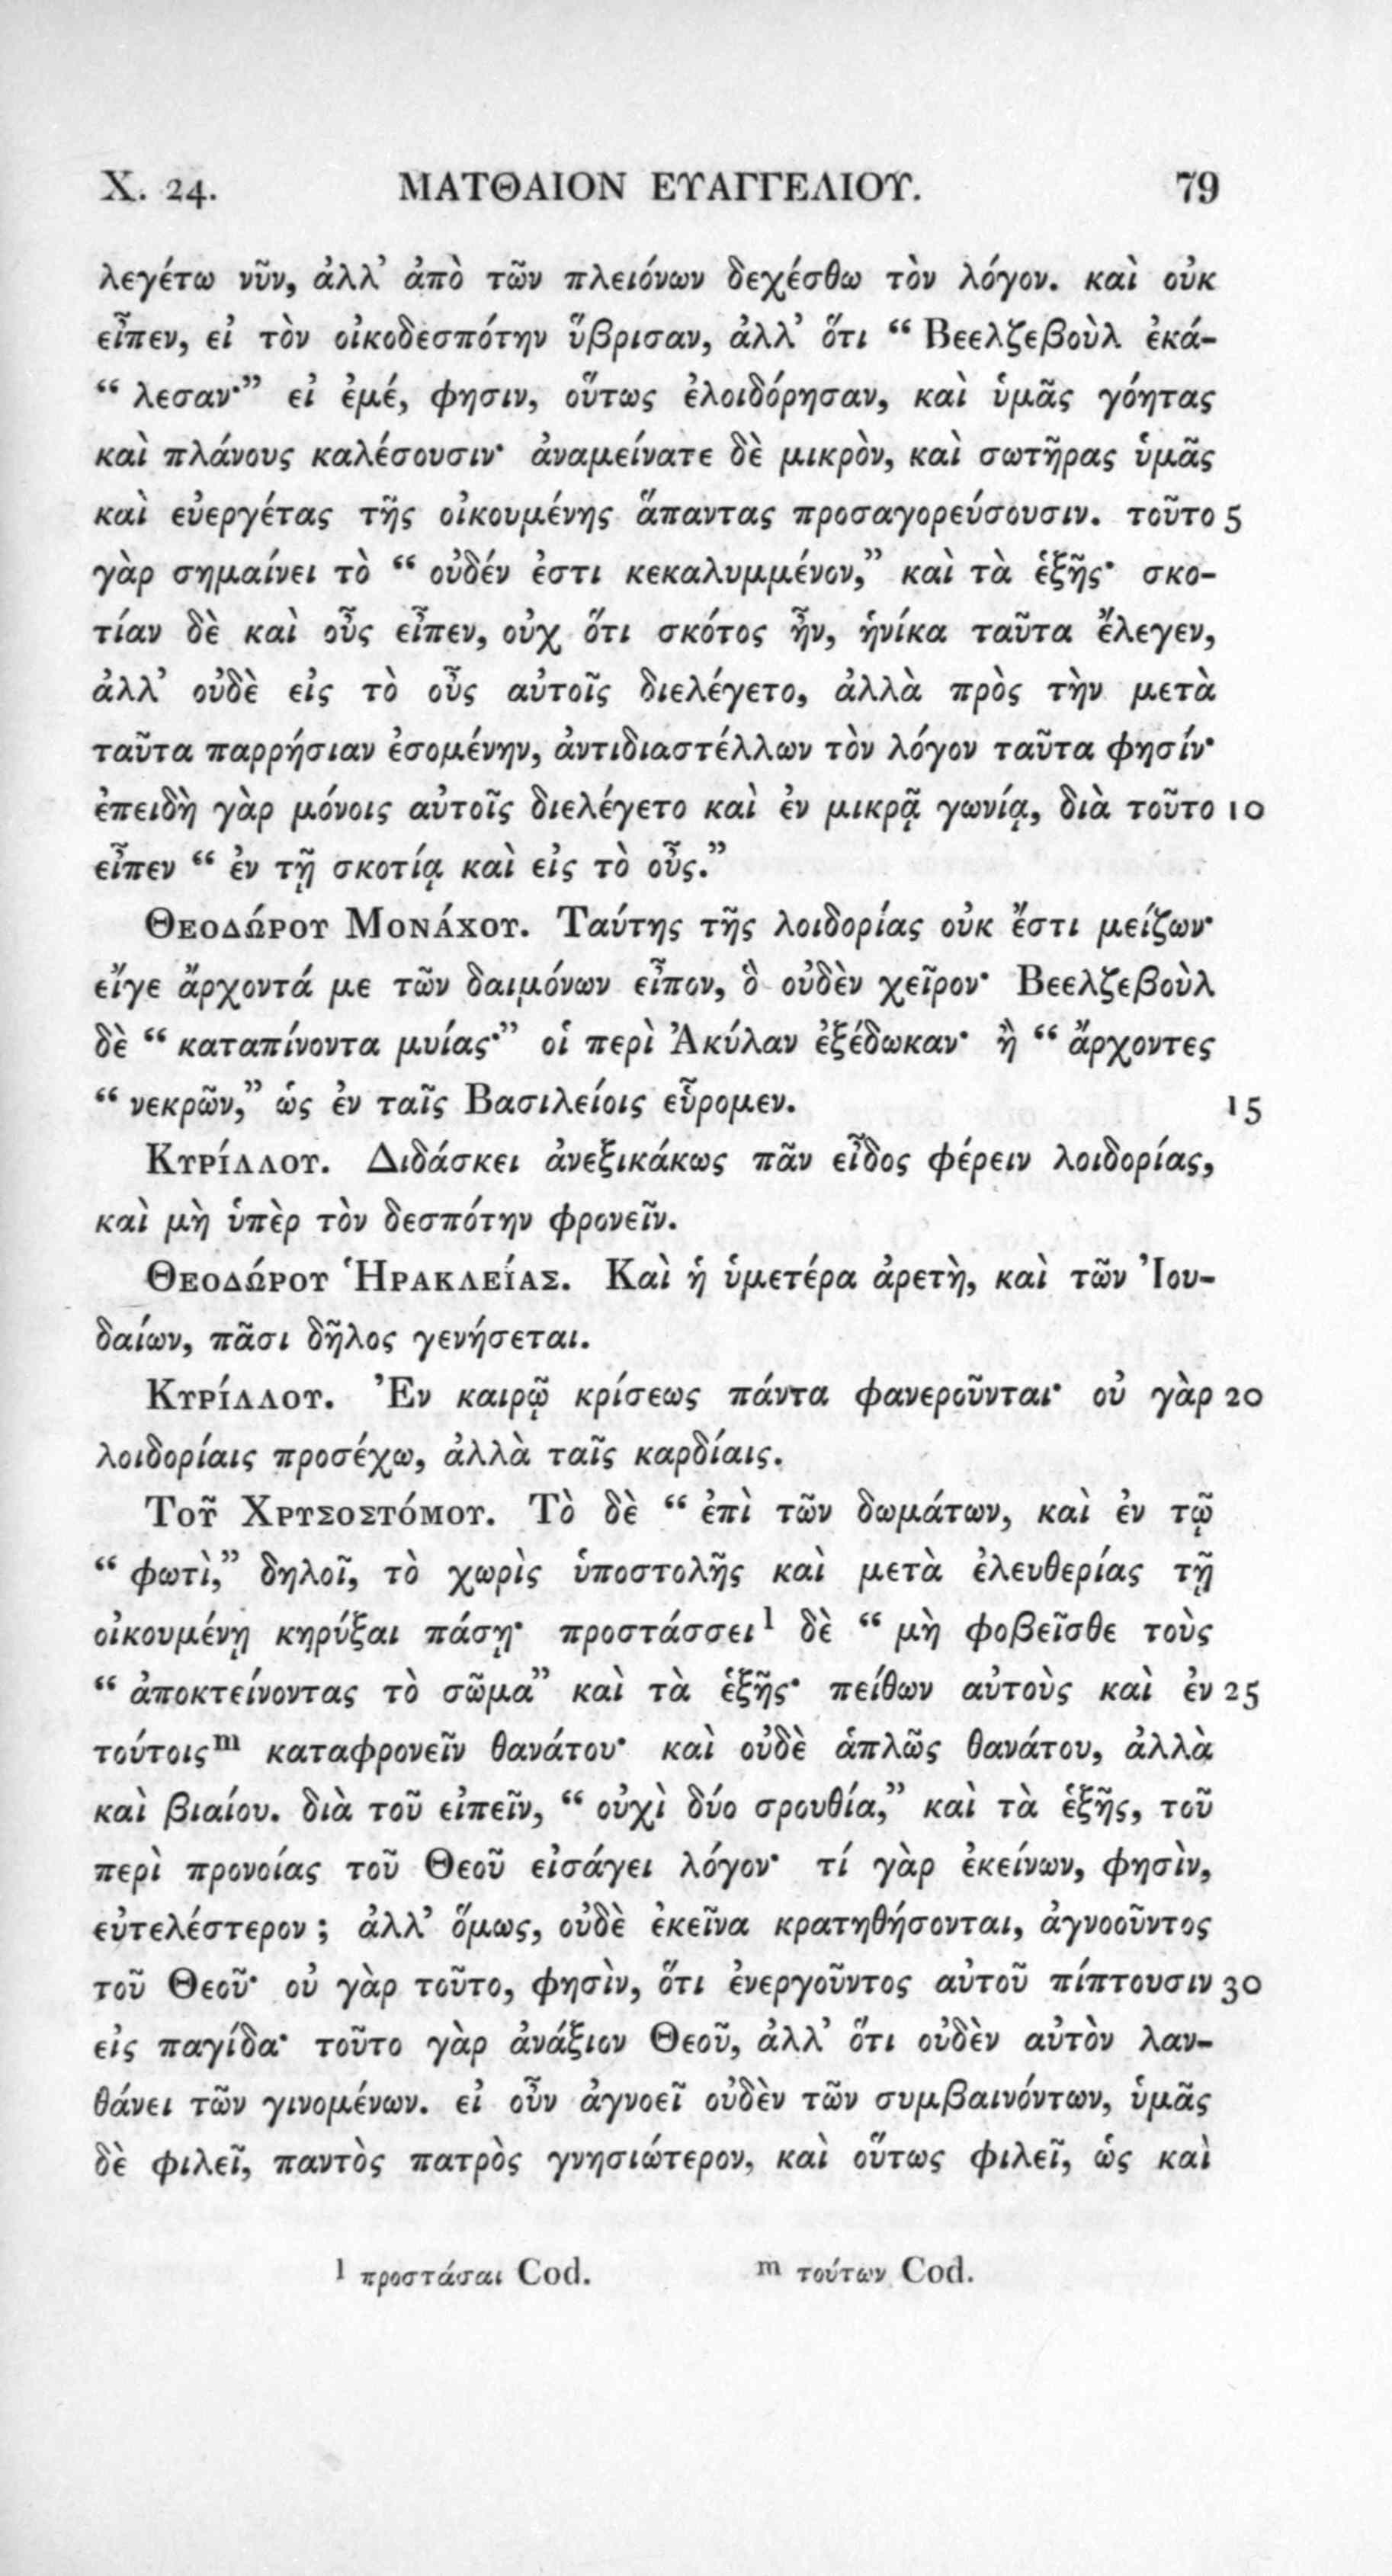 X. 24. ΜΑΤΘΑΙΟΝ ΕΥΑΓΓΕΛΙΟΥ. 79
λεγέτω νῦν, ἀλλ’ ἀπὸ τῶν πλειόνων δεχέσθω τὸν λόγον. καὶ οὐκ
εἶπεν, εἰ τὸν οἰκοδεσπότην ὕβρισαν, ἀλλ’ ὅτι “ Βεελζεβοὺλ ἐκά-
“ λεσαν·” εἰ ἐμέ, φησιν, οὕτως ἐλοιδόρησαν, καὶ ὑμᾶς γόητας
καὶ πλάνους καλέσουσιν· ἀναμείνατε δὲ μικρὸν, καὶ σωτῆρας ὑμᾶς
καὶ εὐεργέτας τῆς οἰκουμένης ἅπαντας προσαγορεύσουσιν. τοῦτο 5
γὰρ σημαίνει τὸ “ οὐδέν ἐστι κεκαλυμμένον,” καὶ τὰ ἑξῆς· σκο-
τίαν δὲ καὶ οὖς εἶπεν, οὐχ ὅτι σκότος ἦν, ἡνίκα ταῦτα ἔλεγεν,
ἀλλ’ οὐδὲ εἰς τὸ οὖς αὐτοῖς διελέγετο, ἀλλὰ πρὸς τὴν μετὰ
ταῦτα παρρήσιαν ἐσομένην, ἀντιδιαστέλλων τὸν λόγον ταῦτα φησίν·
ἐπειδὴ γὰρ μόνοις αὐτοῖς διελέγετο καὶ ἐν μικρᾷ γωνίᾳ, διὰ τοῦτο 10
εἶπεν “ ἐν τῇ σκοτίᾳ καὶ εἰς τὸ οὖς.”
Θεοδώρου Μονάχου. Ταύτης τῆς λοιδορίας οὐκ ἔστι μείζων·
εἴγε ἄρχοντά με τῶν δαιμόνων εἶπον, ὃ οὐδὲν χεῖρον· Βεελζεβοὺλ
δὲ “ καταπίνοντα μυίας·” οἱ περὶ Ἀκύλαν ἐξέδωκαν· ἢ “ ἄρχοντες
“ νεκρῶν,” ὡς ἐν ταῖς Βασιλείοις εὕρομεν. 15
Κυρίλλου. Διδάσκει ἀνεξικάκως πᾶν εἶδος φέρειν λοιδορίας,
καὶ μὴ ὑπὲρ τὸν δεσπότην φρονεῖν.
Θεοδώρου Ἡρακλείας. Καὶ ἡ ὑμετέρα ἀρετὴ, καὶ τῶν Ἰου-
δαίων, πᾶσι δῆλος γενήσεται.
Κυρίλλου. Ἐν καιρῷ κρίσεως πάντα φανεροῦνται· οὐ γὰρ 20
λοιδορίαις προσέχω, ἀλλὰ ταῖς καρδίαις.
Τοῦ Χρυσοστόμου. Τὸ δὲ “ ἐπὶ τῶν δωμάτων, καὶ ἐν τῷ
“ φωτὶ,” δηλοῖ, τὸ χωρὶς ὑποστολῆς καὶ μετὰ ἐλευθερίας τῇ
οἰκουμένῃ κηρύξαι πάσῃ· προστάσσει l δὲ “ μὴ φοβεῖσθε τοὺς
“ ἀποκτείνοντας τὸ σῶμα” καὶ τὰ ἑξῆς· πείθων αὐτοὺς καὶ ἐν 25
τούτοις m καταφρονεῖν θανάτου· καὶ οὐδὲ ἁπλῶς θανάτου, ἀλλὰ
καὶ βιαίου. διὰ τοῦ εἰπεῖν, “ οὐχὶ δύο σρουθία,” καὶ τὰ ἑξῆς, τοῦ
περὶ προνοίας τοῦ Θεοῦ εἰσάγει λόγον· τί γὰρ ἐκείνων, φησὶν,
εὐτελέστερον ; ἀλλ’ ὅμως, οὐδὲ ἐκεῖνα κρατηθήσονται, ἀγνοοῦντος
τοῦ Θεοῦ· οὐ γὰρ τοῦτο, φησὶν, ὅτι ἐνεργοῦντος αὐτοῦ πίπτουσιν 30
εἰς παγίδα· τοῦτο γὰρ ἀνάξιον Θεοῦ, ἀλλ’ ὅτι οὐδὲν αὐτὸν λαν-
θάνει τῶν γινομένων. εἰ οὖν ἀγνοεῖ οὐδὲν τῶν συμβαινόντων, ὑμᾶς
δὲ φιλεῖ, παντὸς πατρὸς γνησιώτερον, καὶ οὕτως φιλεῖ, ὡς καὶ
l προστάσαι Cod. m τούτων Cod.